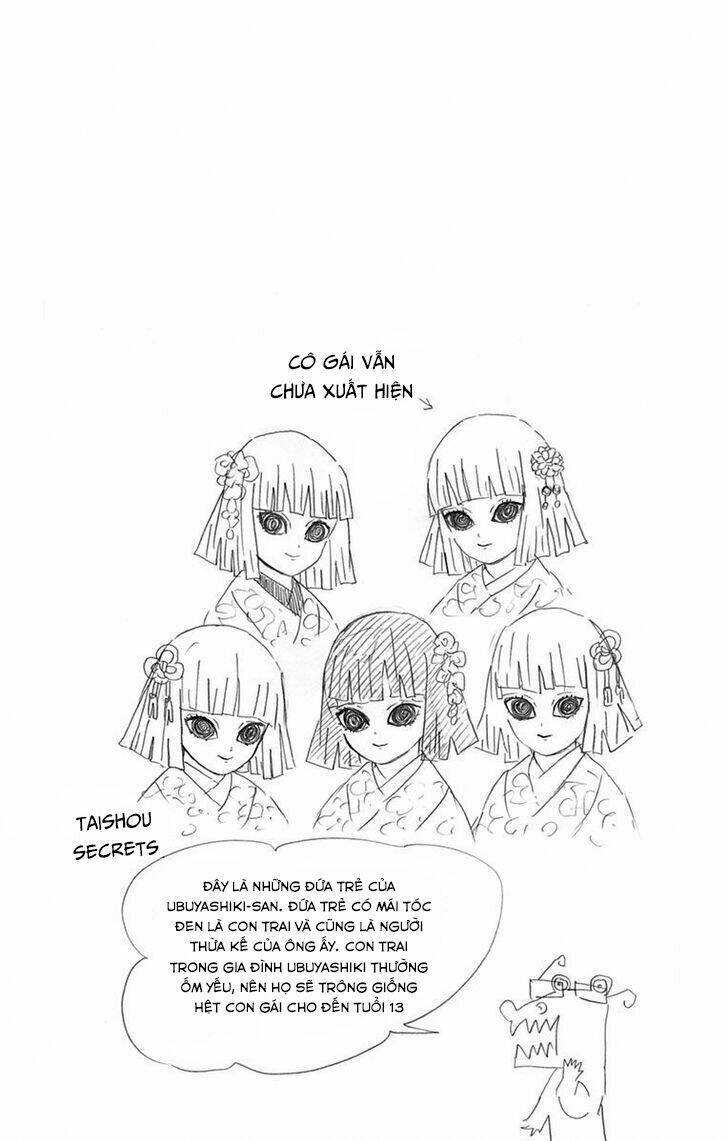 CÔ GÁI VẪN
CHƯA XUẤT HIỆN
TAISHOU
SECRETS
ĐÂY LÀ NHỮNG ĐỨA TRẺ CỦA
UBUYASHIKI-SAN. ĐỨA TRẺ CÓ MÁI TÓC
ĐEN LÀ CON TRAI VÀ CŨNG LÀ NGƯỜI
THỪA KẾ CỦA ÔNG ẤY. CON TRAI
TRONG GIA ĐÌNH UBUYASHIKI THƯỜNG
ỐM YẾU, NÊN HỌ SẼ TRÔNG GIỐNG
HỆT CON GÁI CHO ĐẾN TUỔI 13